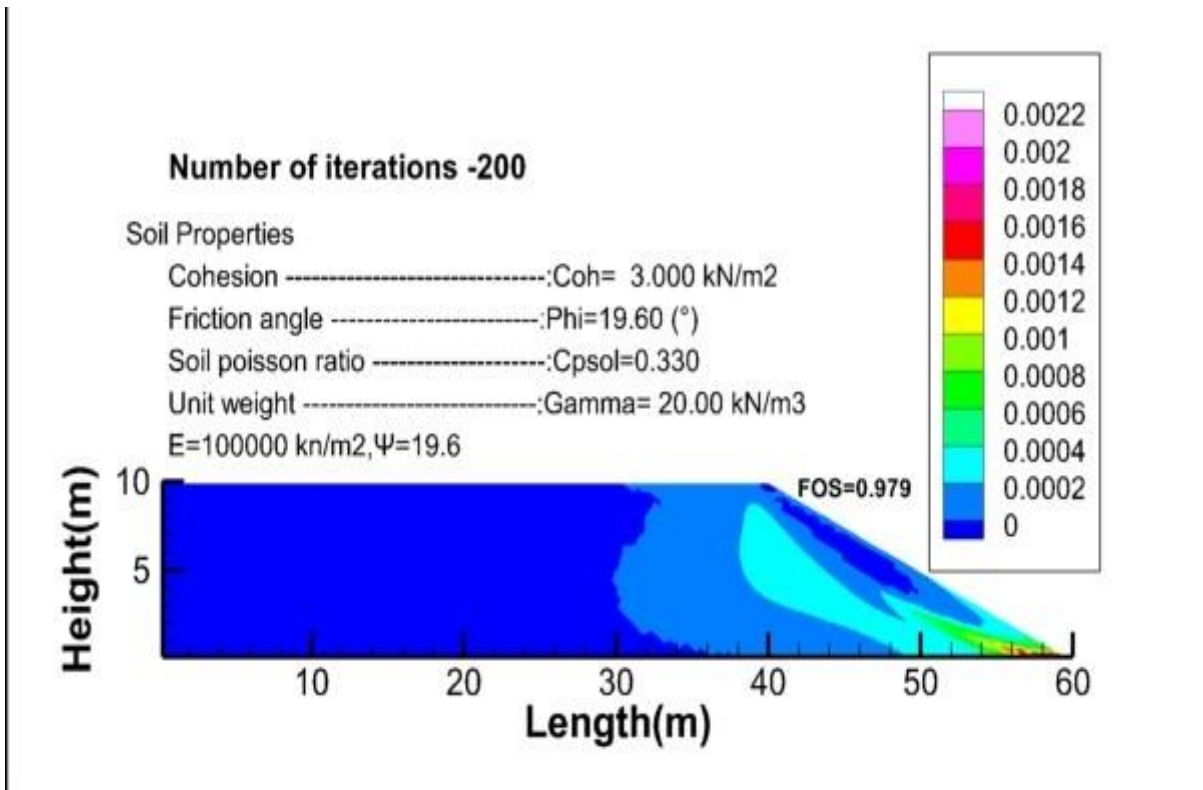 Number of iterations -200
Soil Properties
Cohesion ------------------------------:Coh= 3.000 kN/m2
Friction angle ------------------------:Phi=19.60 (°)
Soil poisson ratio --------------------:Cpsol=0.330
Unit weight ---------------------------:Gamma= 20.00 kN/m3
E=100000 kn/m2,Ψ=19.6
FOS=0.979
0.0022
0.002
0.0018
0.0016
0.0014
0.0012
0.001
0.0008
0.0006
0.0004
0.0002
0
Height(m)
10
5
10 20 30 40 50 60
Length(m)